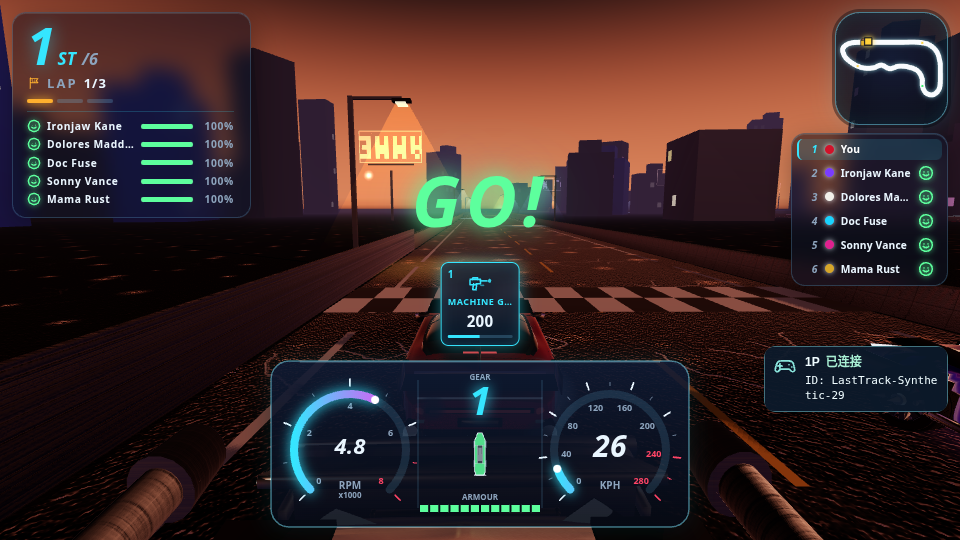 1 ST /6
LAP 1/3
Ironjaw Kane 100%
Dolores Madd... 100%
Doc Fuse 100%
Sonny Vance 100%
Mama Rust 100%
GO!
1
MACHINE G...
200
1 You
2 Ironjaw Kane
3 Dolores Ma...
4 Doc Fuse
5 Sonny Vance
6 Mama Rust
1P 已连接
ID: LastTrack-Synthe
tic-29
0 2 4 6 8
4.8
RPM
x1000
GEAR
1
ARMOUR
0 40 80 120 160 200 240 280
26
KPH